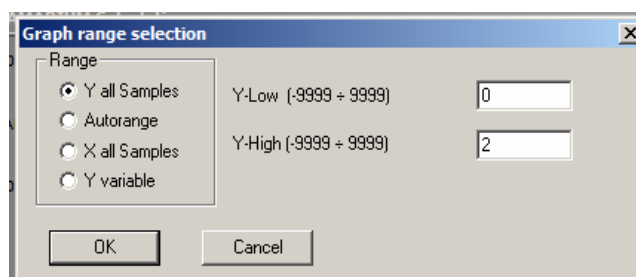 Graph range selection
Range
Y all Samples
Autorange
X all Samples
Y variable
Y-Low (-9999 ÷ 9999) 0
Y-High (-9999 ÷ 9999) 2
OK Cancel